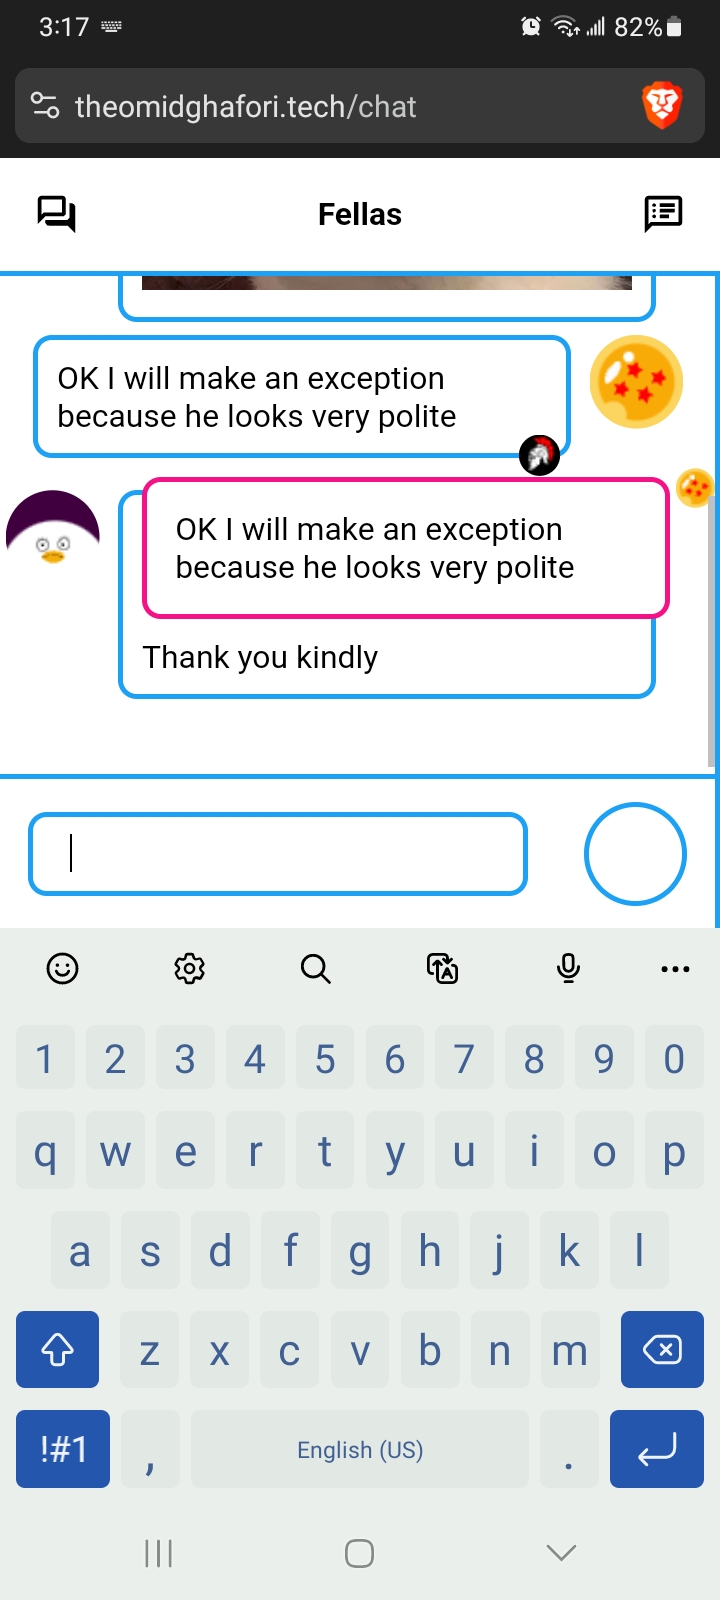 3:17
82%
theomidghafori.tech/chat
Fellas
OK I will make an exception
because he looks very polite
OK I will make an exception
because he looks very polite
Thank you kindly
1 2 3 4 5 6 7 8 9 0
q w e r t y u i o p
a s d f g h j k l
z x c v b n m
!#1 , English (US) .